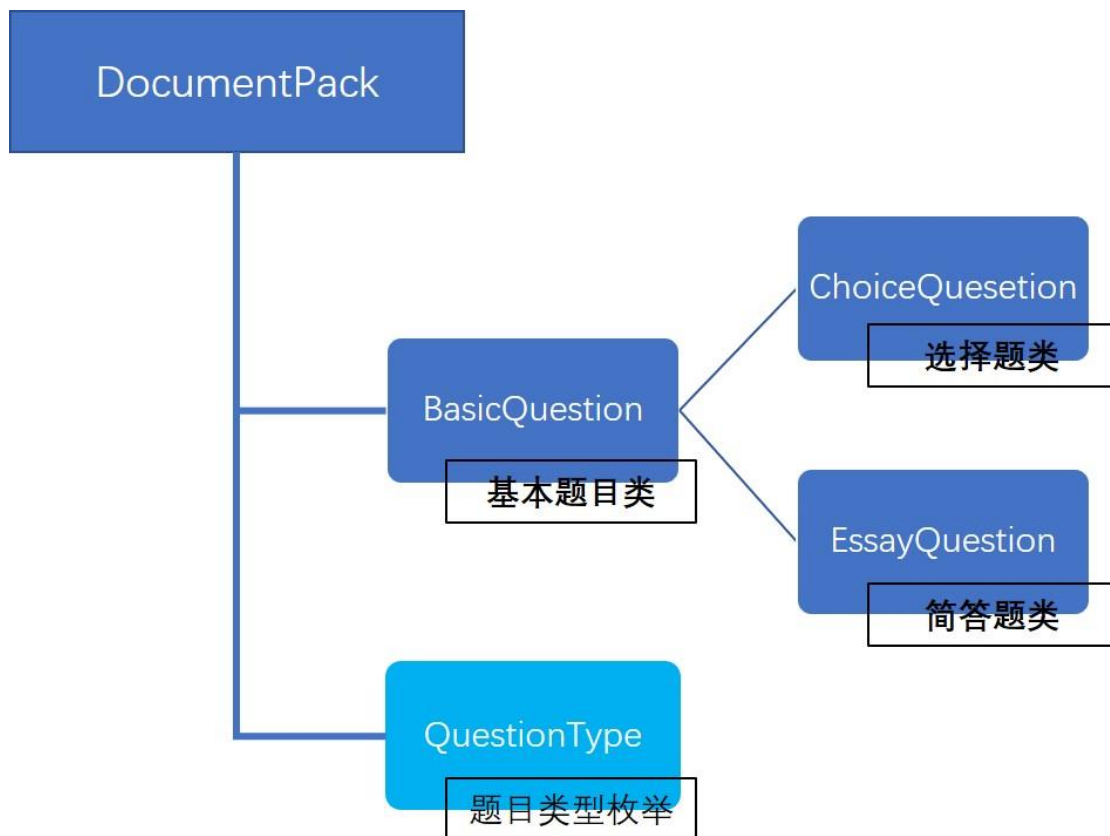 DocumentPack
ChoiceQuesetion
选择题类
BasicQuestion
基本题目类
EssayQuestion
简答题类
QuestionType
题目类型枚举